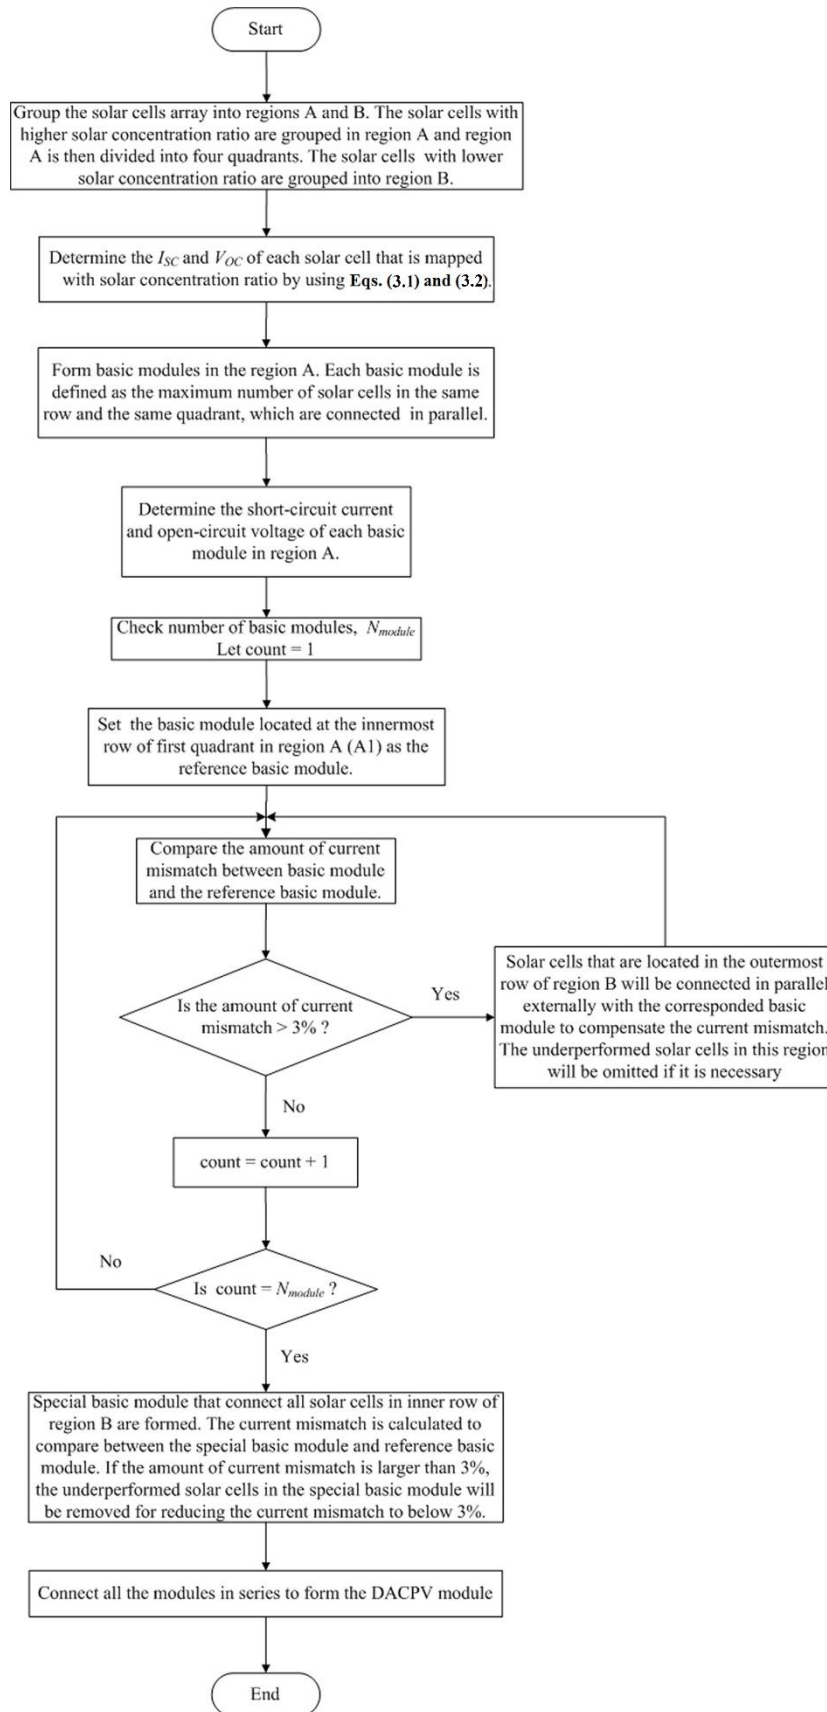 Start
Group the solar cells array into regions A and B. The solar cells with
higher solar concentration ratio are grouped in region A and region
A is then divided into four quadrants. The solar cells with lower
solar concentration ratio are grouped into region B.
Determine the I_SC and V_OC of each solar cell that is mapped
with solar concentration ratio by using Eqs. (3.1) and (3.2).
Form basic modules in the region A. Each basic module is
defined as the maximum number of solar cells in the same
row and the same quadrant, which are connected in parallel.
Determine the short-circuit current
and open-circuit voltage of each basic
module in region A.
Check number of basic modules, N_module
Let count = 1
Set the basic module located at the innermost
row of first quadrant in region A (A1) as the
reference basic module.
Compare the amount of current
mismatch between basic module
and the reference basic module.
Is the amount of current
mismatch > 3% ?
Yes
Solar cells that are located in the outermost
row of region B will be connected in parallel
externally with the corresponded basic
module to compensate the current mismatch.
The underperformed solar cells in this region
will be omitted if it is necessary
No
count = count + 1
No
Is count = N_module ?
Yes
Special basic module that connect all solar cells in inner row of
region B are formed. The current mismatch is calculated to
compare between the special basic module and reference basic
module. If the amount of current mismatch is larger than 3%,
the underperformed solar cells in the special basic module will
be removed for reducing the current mismatch to below 3%.
Connect all the modules in series to form the DACPV module
End